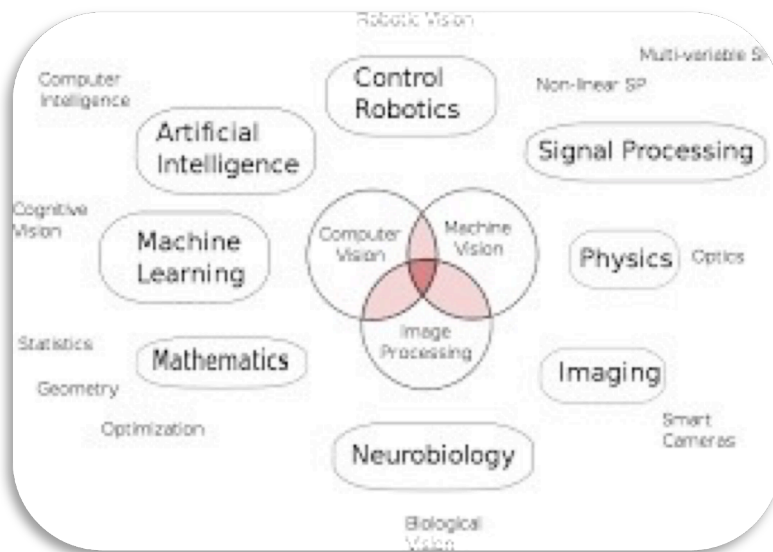 Robotic Vision
Multi-variable
Computer
Intelligence
Non-linear SP
Control
Robotics
Artificial
Intelligence
Signal Processing
Cognitive
Vision
Machine
Learning
Computer
Vision
Machine
Vision
Physics
Optics
Image
Processing
Statistics
Mathematics
Geometry
Imaging
Optimization
Smart
Cameras
Neurobiology
Biological
Vision